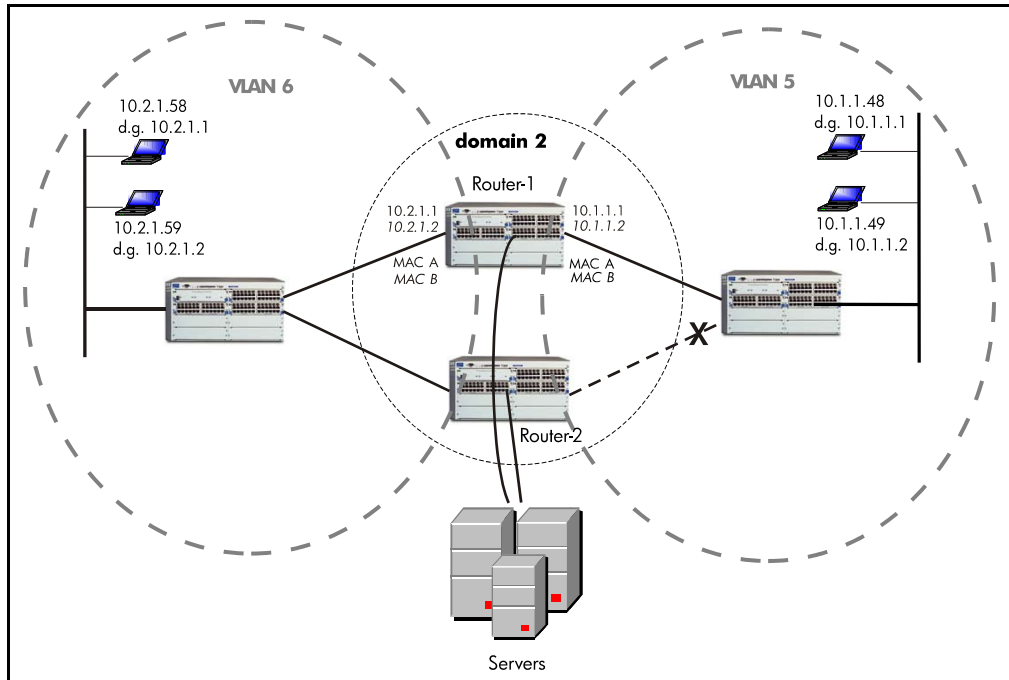 VLAN 6
VLAN 5
10.2.1.58
d.g. 10.2.1.1
10.1.1.48
d.g. 10.1.1.1
domain 2
Router-1
10.2.1.1
10.2.1.2
10.1.1.1
10.1.1.2
10.2.1.59
d.g. 10.2.1.2
10.1.1.49
d.g. 10.1.1.2
MAC A
MAC B
MAC A
MAC B
X
Router-2
Servers